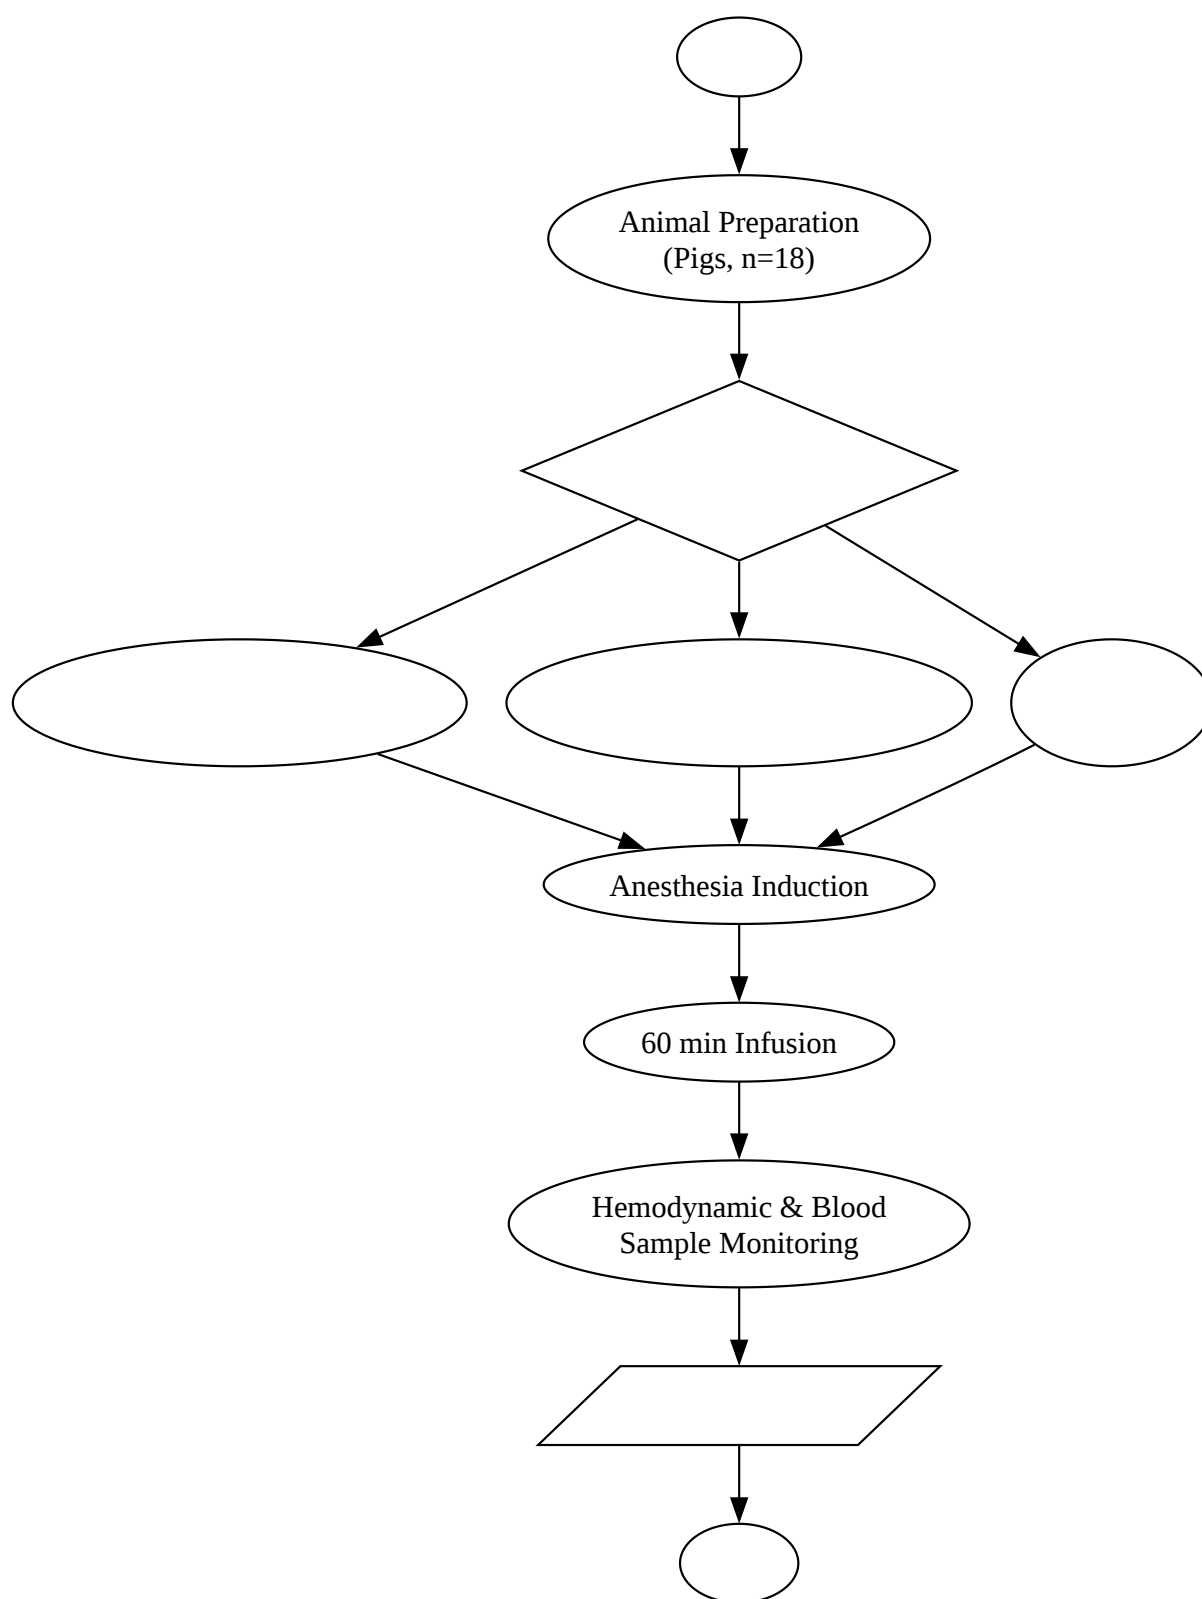 Animal Preparation
(Pigs, n=18)
Anesthesia Induction
60 min Infusion
Hemodynamic & Blood
Sample Monitoring